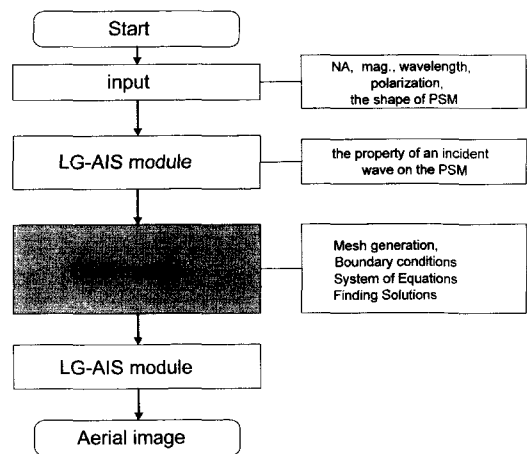 Start
input
NA, mag., wavelength,
polarization,
the shape of PSM
LG-AIS module
the property of an incident
wave on the PSM
Mesh generation,
Boundary conditions
System of Equations
Finding Solutions
LG-AIS module
Aerial image